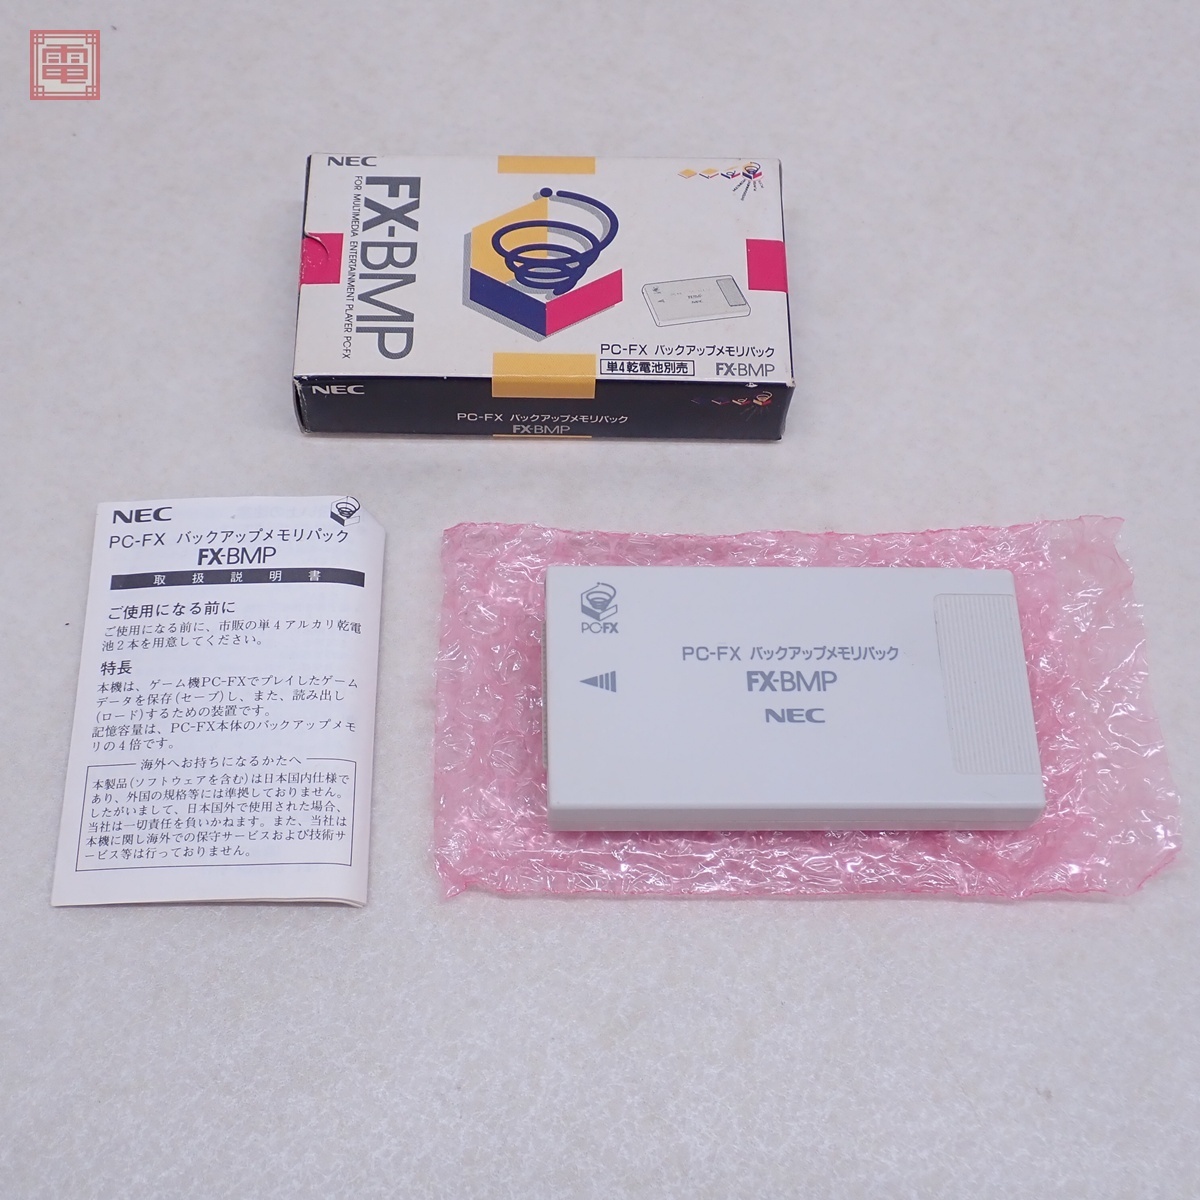 電
NEC
FX-BMP
FOR MULTIMEDIA ENTERTAINMENT PLAYER PC-FX
PC-FX バックアップメモリパック
単4乾電池別売 FX-BMP
NEC
PC-FX バックアップメモリパック
FX-BMP
NEC
PC-FX バックアップメモリパック
FX-BMP
取扱説明書
ご使用になる前に
ご使用になる前に、市販の単4アルカリ乾電
池2本を用意してください。
特長
本機は、ゲーム機PC-FXでプレイしたゲーム
データを保存(セーブ)し、また、読み出し
(ロード)するための装置です。
記憶容量は、PC-FX本体のバックアップメモ
リの4倍です。
海外へお持ちになるかたへ
本製品(ソフトウェアを含む)は日本国内仕様で
あり、外国の規格等には準拠しておりません。
したがいまして、日本国外で使用された場合、
当社は一切責任を負いかねます。また、当社は
本機に関し海外での保守サービスおよび技術サ
ービス等は行っておりません。
PC-FX
PC-FX バックアップメモリパック
FX-BMP
NEC